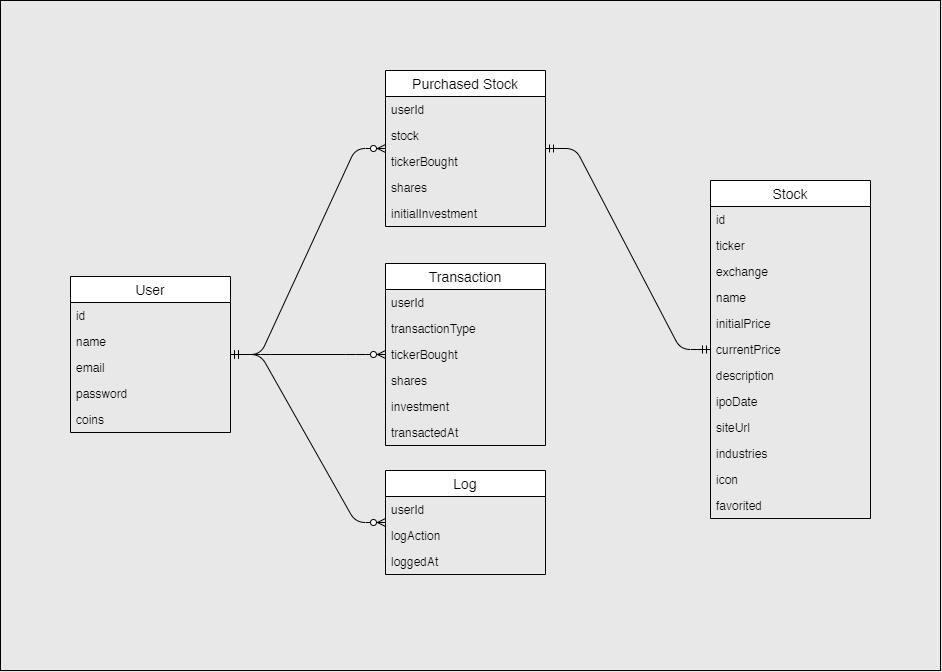 Purchased Stock
userId
stock
tickerBought
shares
initialInvestment
User
id
name
email
password
coins
Transaction
userId
transactionType
tickerBought
shares
investment
transactedAt
Log
userId
logAction
loggedAt
Stock
id
ticker
exchange
name
initialPrice
currentPrice
description
ipoDate
siteUrl
industries
icon
favorited